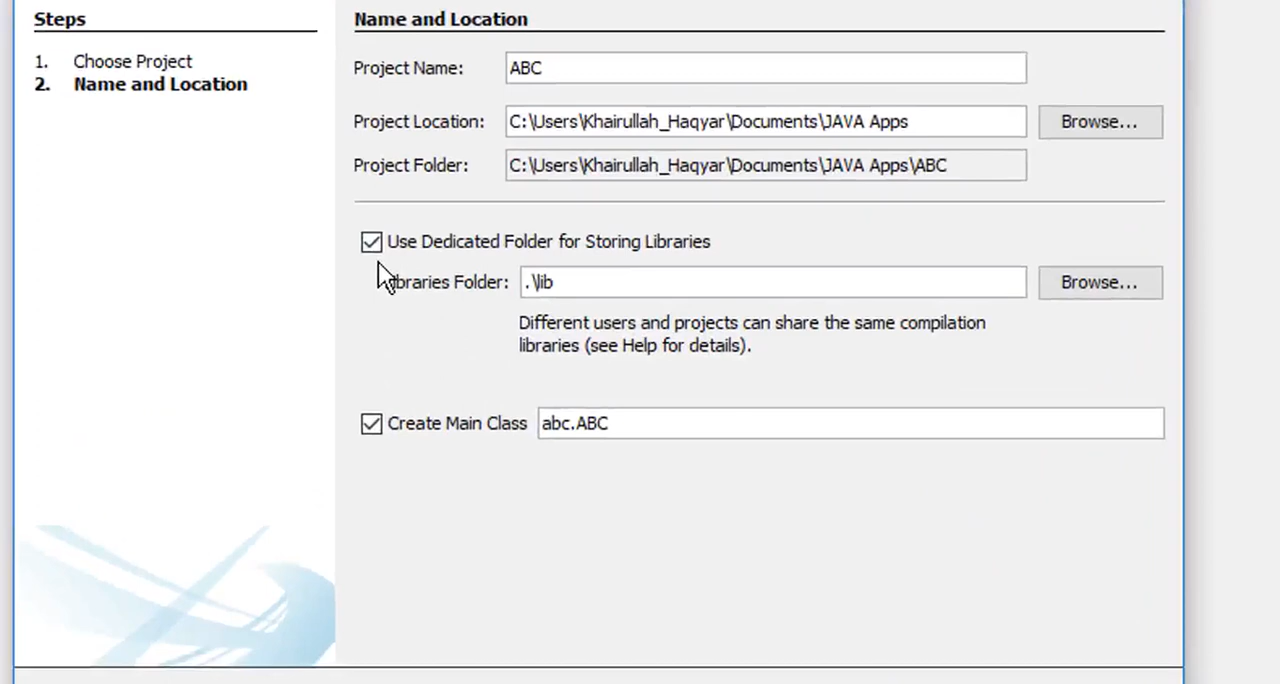 Steps
1. Choose Project
2. Name and Location
Name and Location
Project Name: ABC
Project Location: C:\Users\Khairullah_Haqyar\Documents\JAVA Apps Browse...
Project Folder: C:\Users\Khairullah_Haqyar\Documents\JAVA Apps\ABC
Use Dedicated Folder for Storing Libraries
Libraries Folder: .\lib Browse...
Different users and projects can share the same compilation
libraries (see Help for details).
Create Main Class abc.ABC